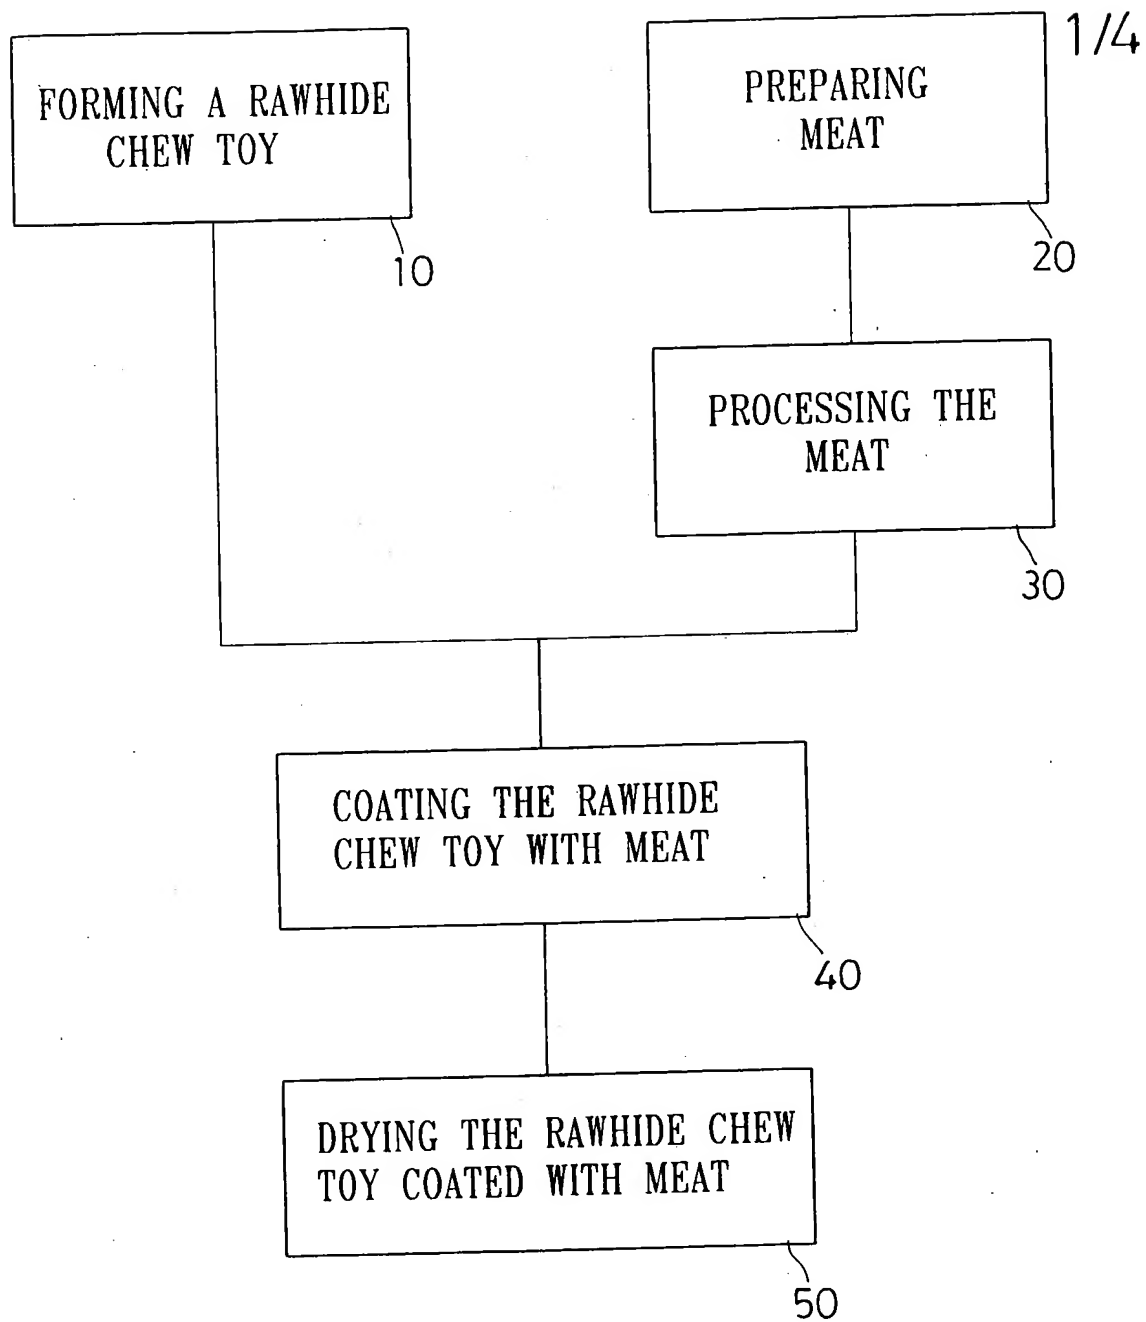 1/4
FORMING A RAWHIDE
CHEW TOY
10
PREPARING
MEAT
20
PROCESSING THE
MEAT
30
COATING THE RAWHIDE
CHEW TOY WITH MEAT
40
DRYING THE RAWHIDE CHEW
TOY COATED WITH MEAT
50